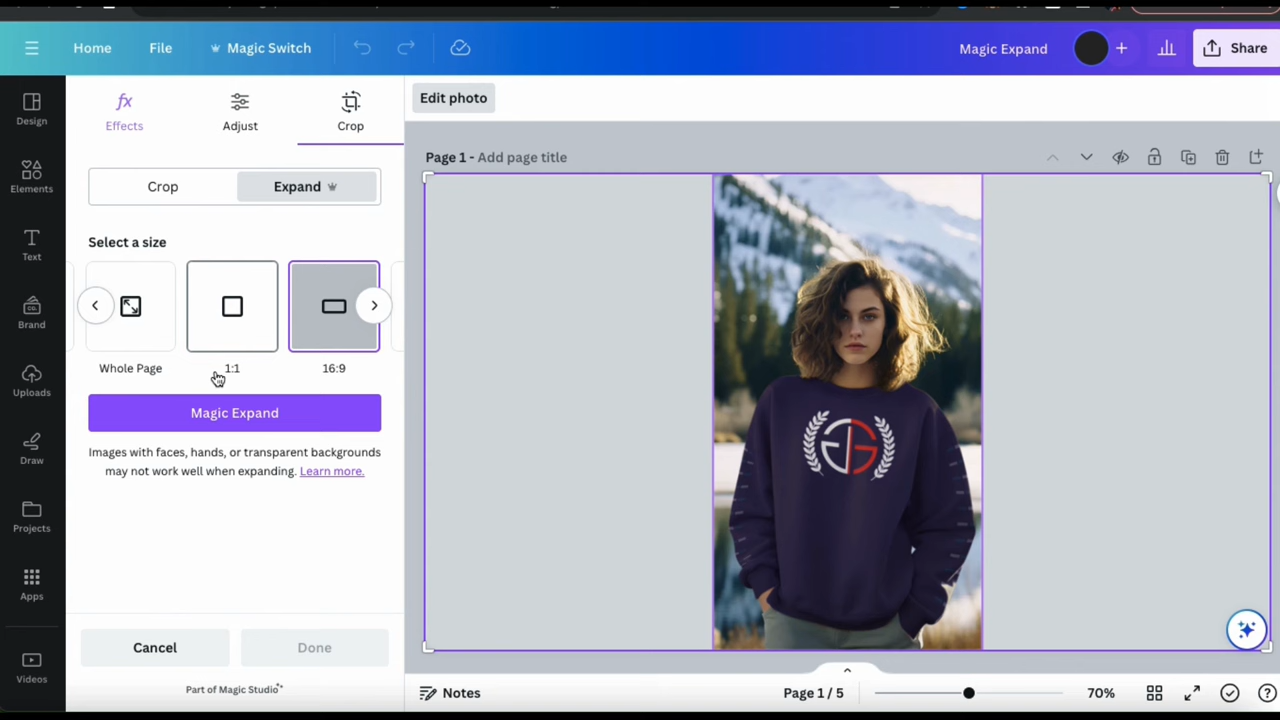 Home File Magic Switch Magic Expand Share
Effects Adjust Crop
Edit photo
Design
Elements
Text
Brand
Uploads
Draw
Projects
Apps
Videos
Crop Expand
Select a size
Whole Page 1:1 16:9
Magic Expand
Images with faces, hands, or transparent backgrounds
may not work well when expanding. Learn more.
Cancel Done
Part of Magic Studio
Page 1 - Add page title
Notes Page 1 / 5 70%